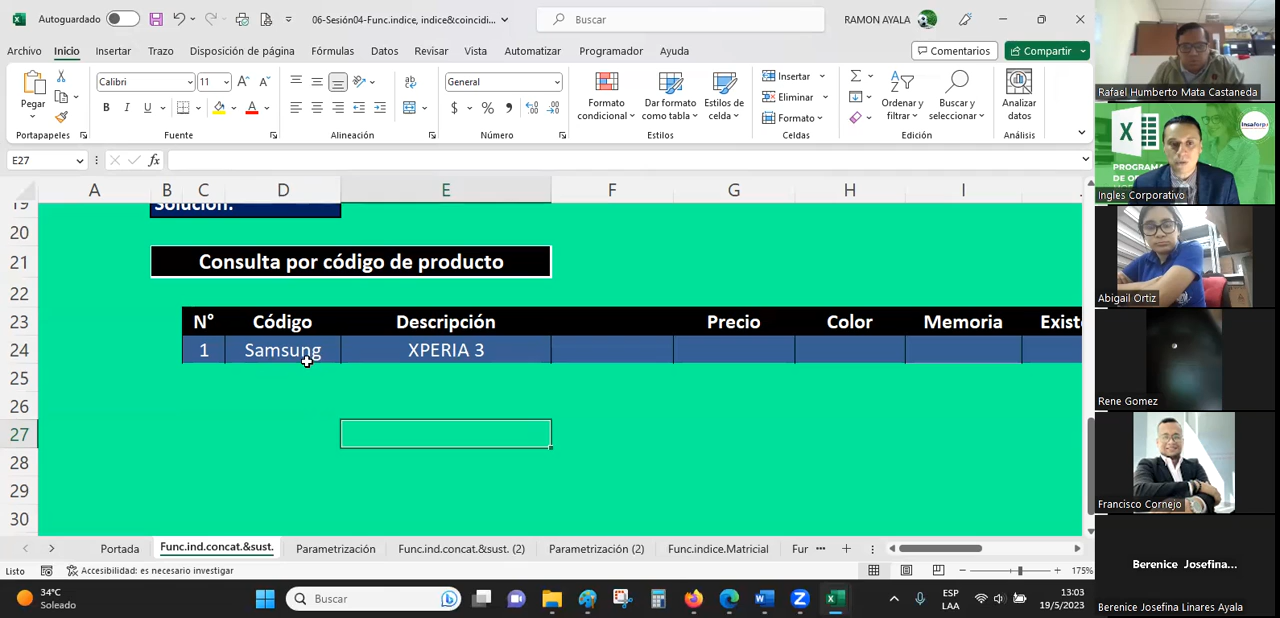 Autoguardado
06-Sesión04-Func.indice, indice&coincidi...
Buscar
RAMON AYALA
Archivo Inicio Insertar Trazo Disposición de página Fórmulas Datos Revisar Vista Automatizar Programador Ayuda
Comentarios
Compartir
Pegar
Calibri
11
General
Formato condicional
Dar formato como tabla
Estilos de celda
Insertar
Eliminar
Formato
Ordenar y filtrar
Buscar y seleccionar
Analizar datos
Portapapeles
Fuente
Alineación
Número
Estilos
Celdas
Edición
Análisis
E27
fx
A B C D E F G H I
19 Solución:
20
21 Consulta por código de producto
22
23 N° Código Descripción Precio Color Memoria Existe
24 1 Samsung XPERIA 3
25
26
27
28
29
30
Portada Func.ind.concat.&sust. Parametrización Func.ind.concat.&sust. (2) Parametrización (2) Func.indice.Matricial Fur ...
Listo
Accesibilidad: es necesario investigar
175%
34°C
Soleado
Buscar
ESP
LAA
13:03
19/5/2023
Rafael Humberto Mata Castaneda
PROGRAMA
DE OF
Insaforp
Ingles Corporativo
Abigail Ortiz
Rene Gomez
Francisco Cornejo
Berenice Josefina...
Berenice Josefina Linares Ayala